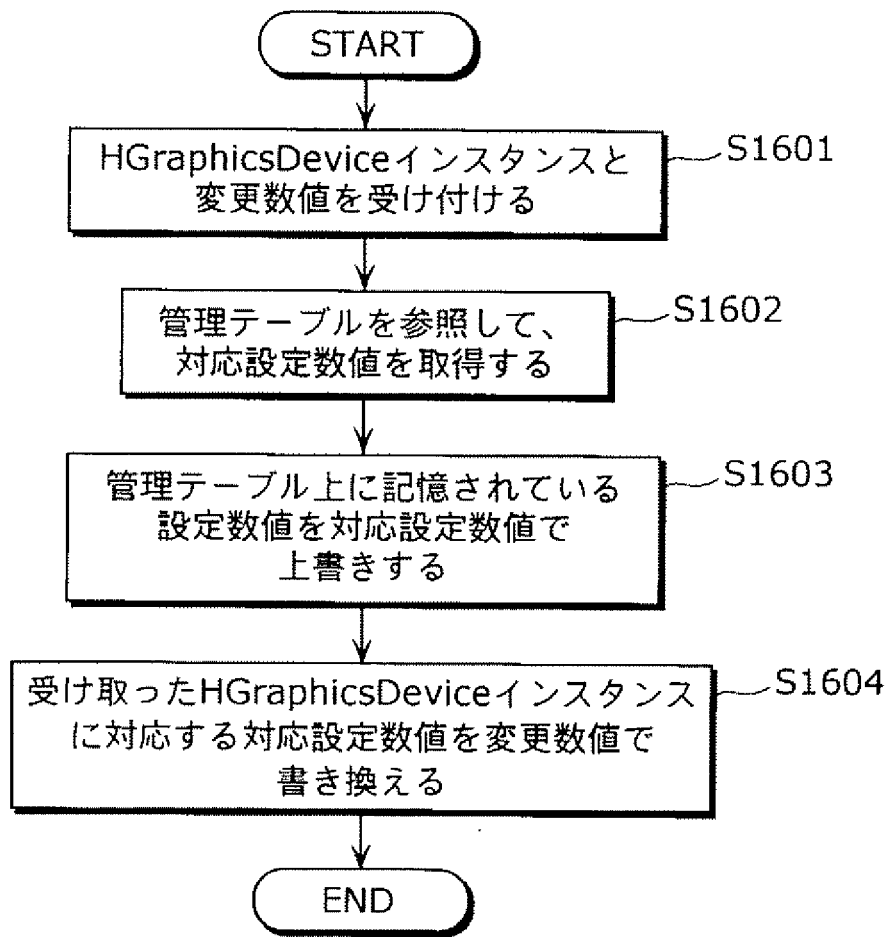 START
HGraphicsDeviceインスタンスと
変更数値を受け付ける
S1601
管理テーブルを参照して、
対応設定数値を取得する
S1602
管理テーブル上に記憶されている
設定数値を対応設定数値で
上書きする
S1603
受け取ったHGraphicsDeviceインスタンス
に対応する対応設定数値を変更数値で
書き換える
S1604
END